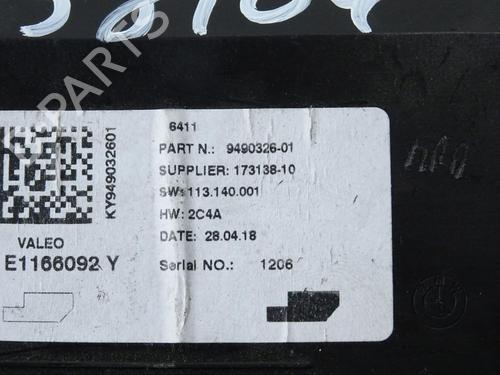 6411
PART N.: 9490326-01
SUPPLIER: 173138-10
SW: 113.140.001
HW: 2C4A
DATE: 28.04.18
Serial NO.: 1206
KY949032601
VALEO
E1166092 Y